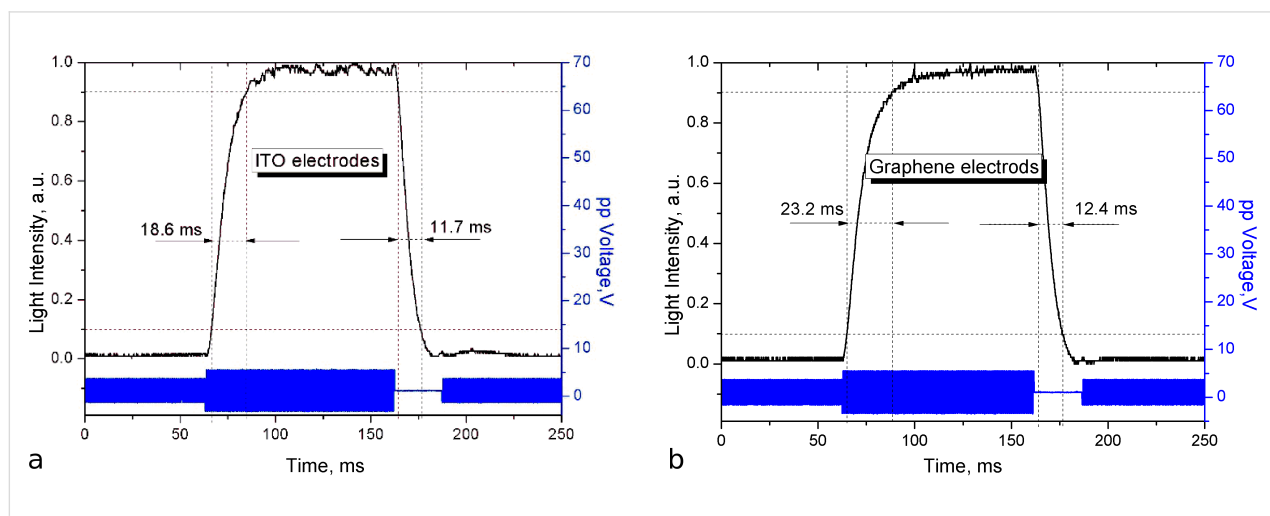 1.0
0.8
0.6
0.4
0.2
0.0
Light Intensity, a.u.
ITO electrodes
18.6 ms
11.7 ms
70
60
50
40
30
20
10
0
pp Voltage,V
0
50
100
150
200
250
Time, ms
a
1.0
0.8
0.6
0.4
0.2
0.0
Light Intensity, a.u.
Graphene electrods
23.2 ms
12.4 ms
70
60
50
40
30
20
10
0
pp Voltage,V
0
50
100
150
200
250
Time, ms
b